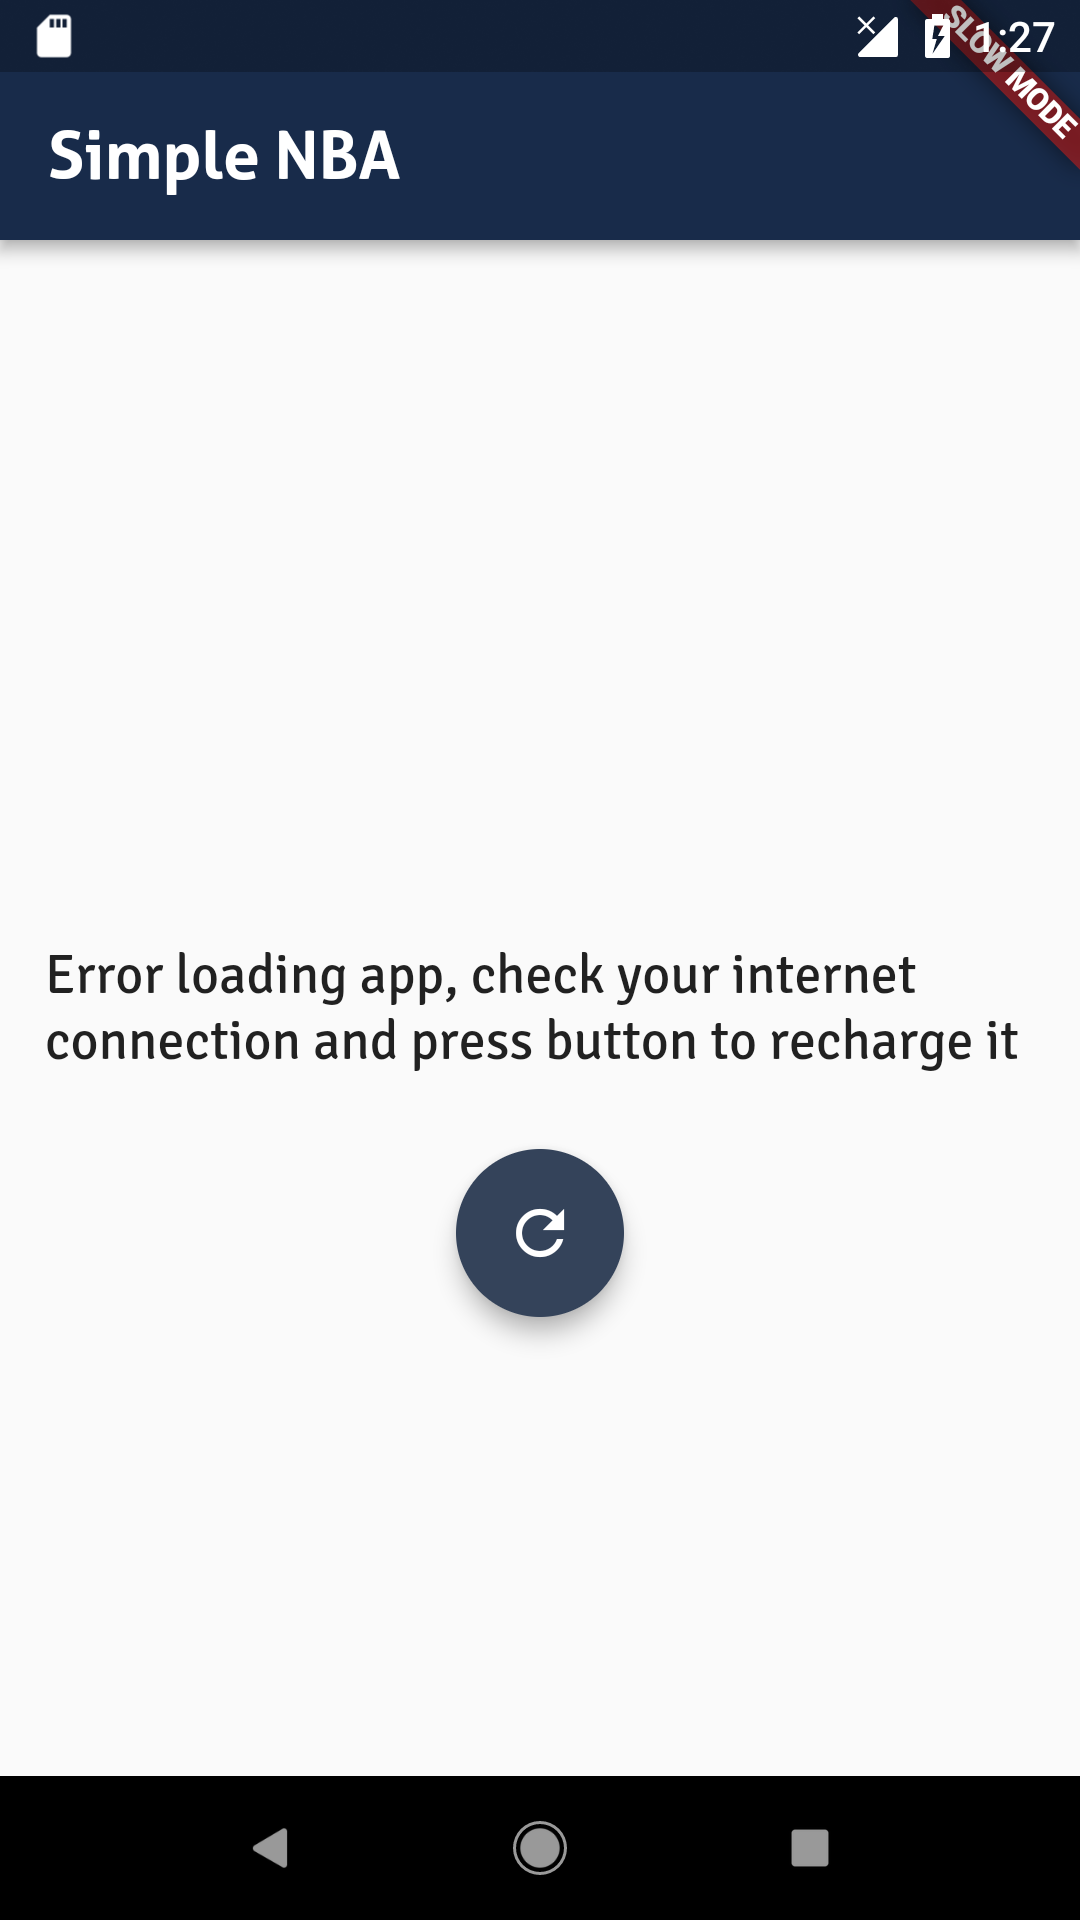 1:27
SLOW MODE
Simple NBA
Error loading app, check your internet
connection and press button to recharge it